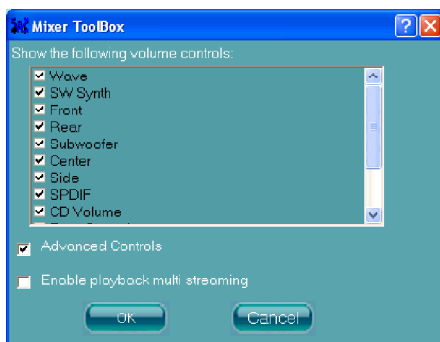 Mixer ToolBox
Show the following volume controls:
Wave
SW Synth
Front
Rear
Subwoofer
Center
Side
SPDIF
CD Volume
Advanced Controls
Enable playback multi streaming
OK
Cancel